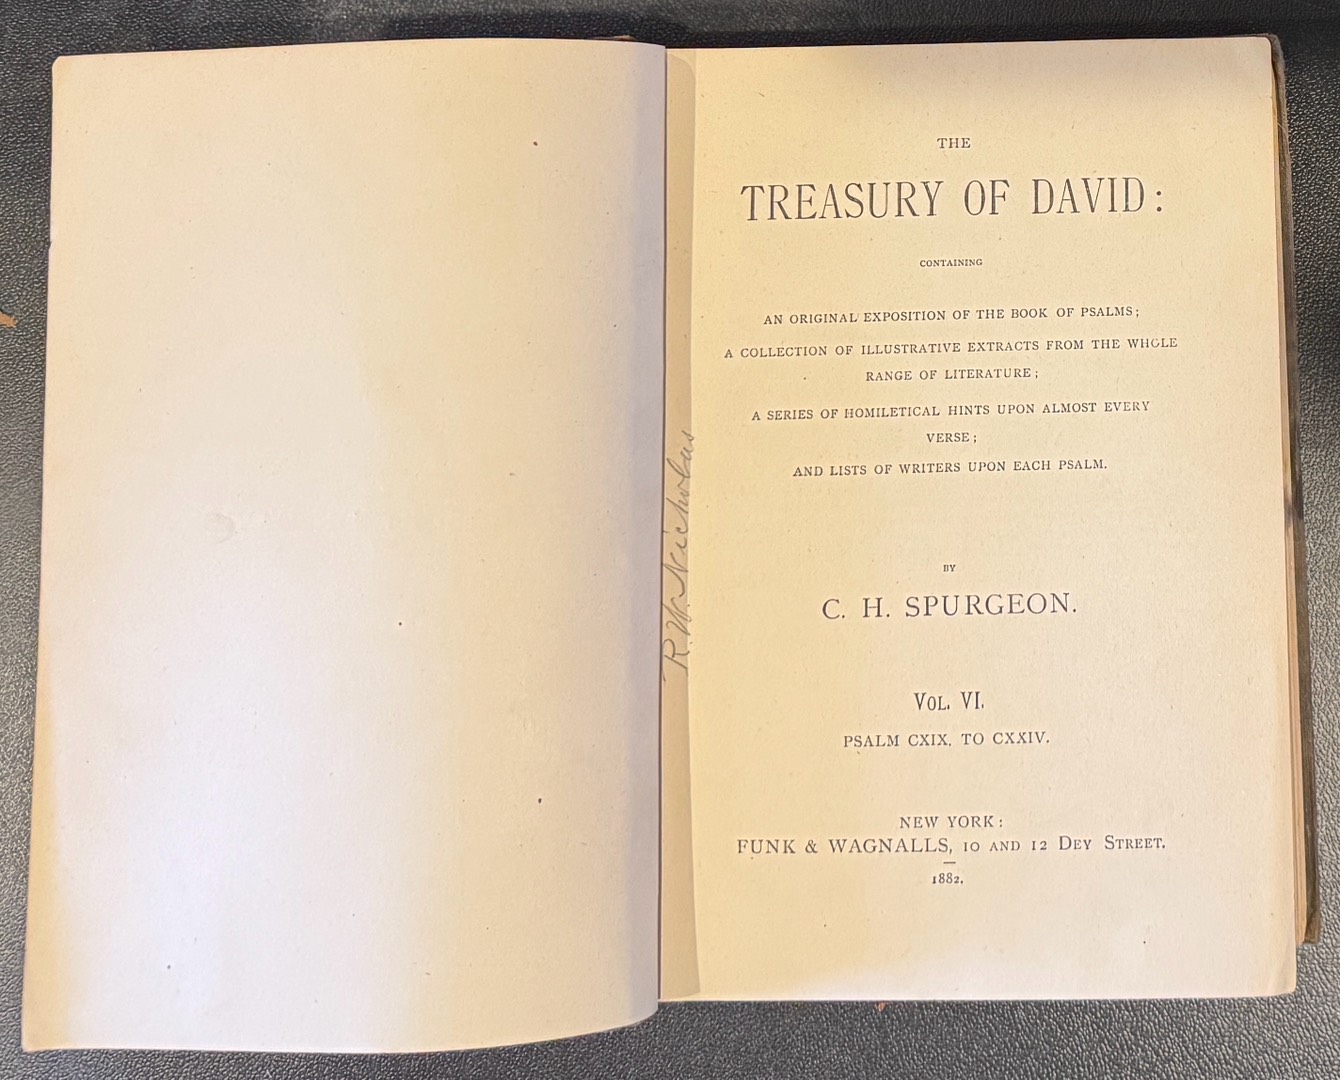 R. W. Nicholas
THE
TREASURY OF DAVID:
CONTAINING
AN ORIGINAL EXPOSITION OF THE BOOK OF PSALMS;
A COLLECTION OF ILLUSTRATIVE EXTRACTS FROM THE WHOLE
RANGE OF LITERATURE;
A SERIES OF HOMILETICAL HINTS UPON ALMOST EVERY
VERSE;
AND LISTS OF WRITERS UPON EACH PSALM.
BY
C. H. SPURGEON.
VOL. VI.
PSALM CXIX. TO CXXIV.
NEW YORK:
FUNK & WAGNALLS, 10 AND 12 DEY STREET.
1882.